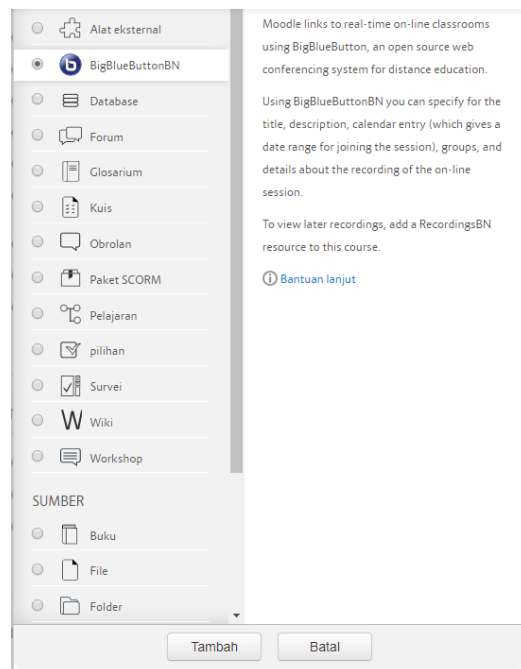 Alat eksternal
BigBlueButtonBN
Database
Forum
Glosarium
Kuis
Obrolan
Paket SCORM
Pelajaran
pilihan
Survei
Wiki
Workshop
SUMBER
Buku
File
Folder
Moodle links to real-time on-line classrooms
using BigBlueButton, an open source web
conferencing system for distance education.
Using BigBlueButtonBN you can specify for the
title, description, calendar entry (which gives a
date range for joining the session), groups, and
details about the recording of the on-line
session.
To view later recordings, add a RecordingsBN
resource to this course.
Bantuan lanjut
Tambah
Batal